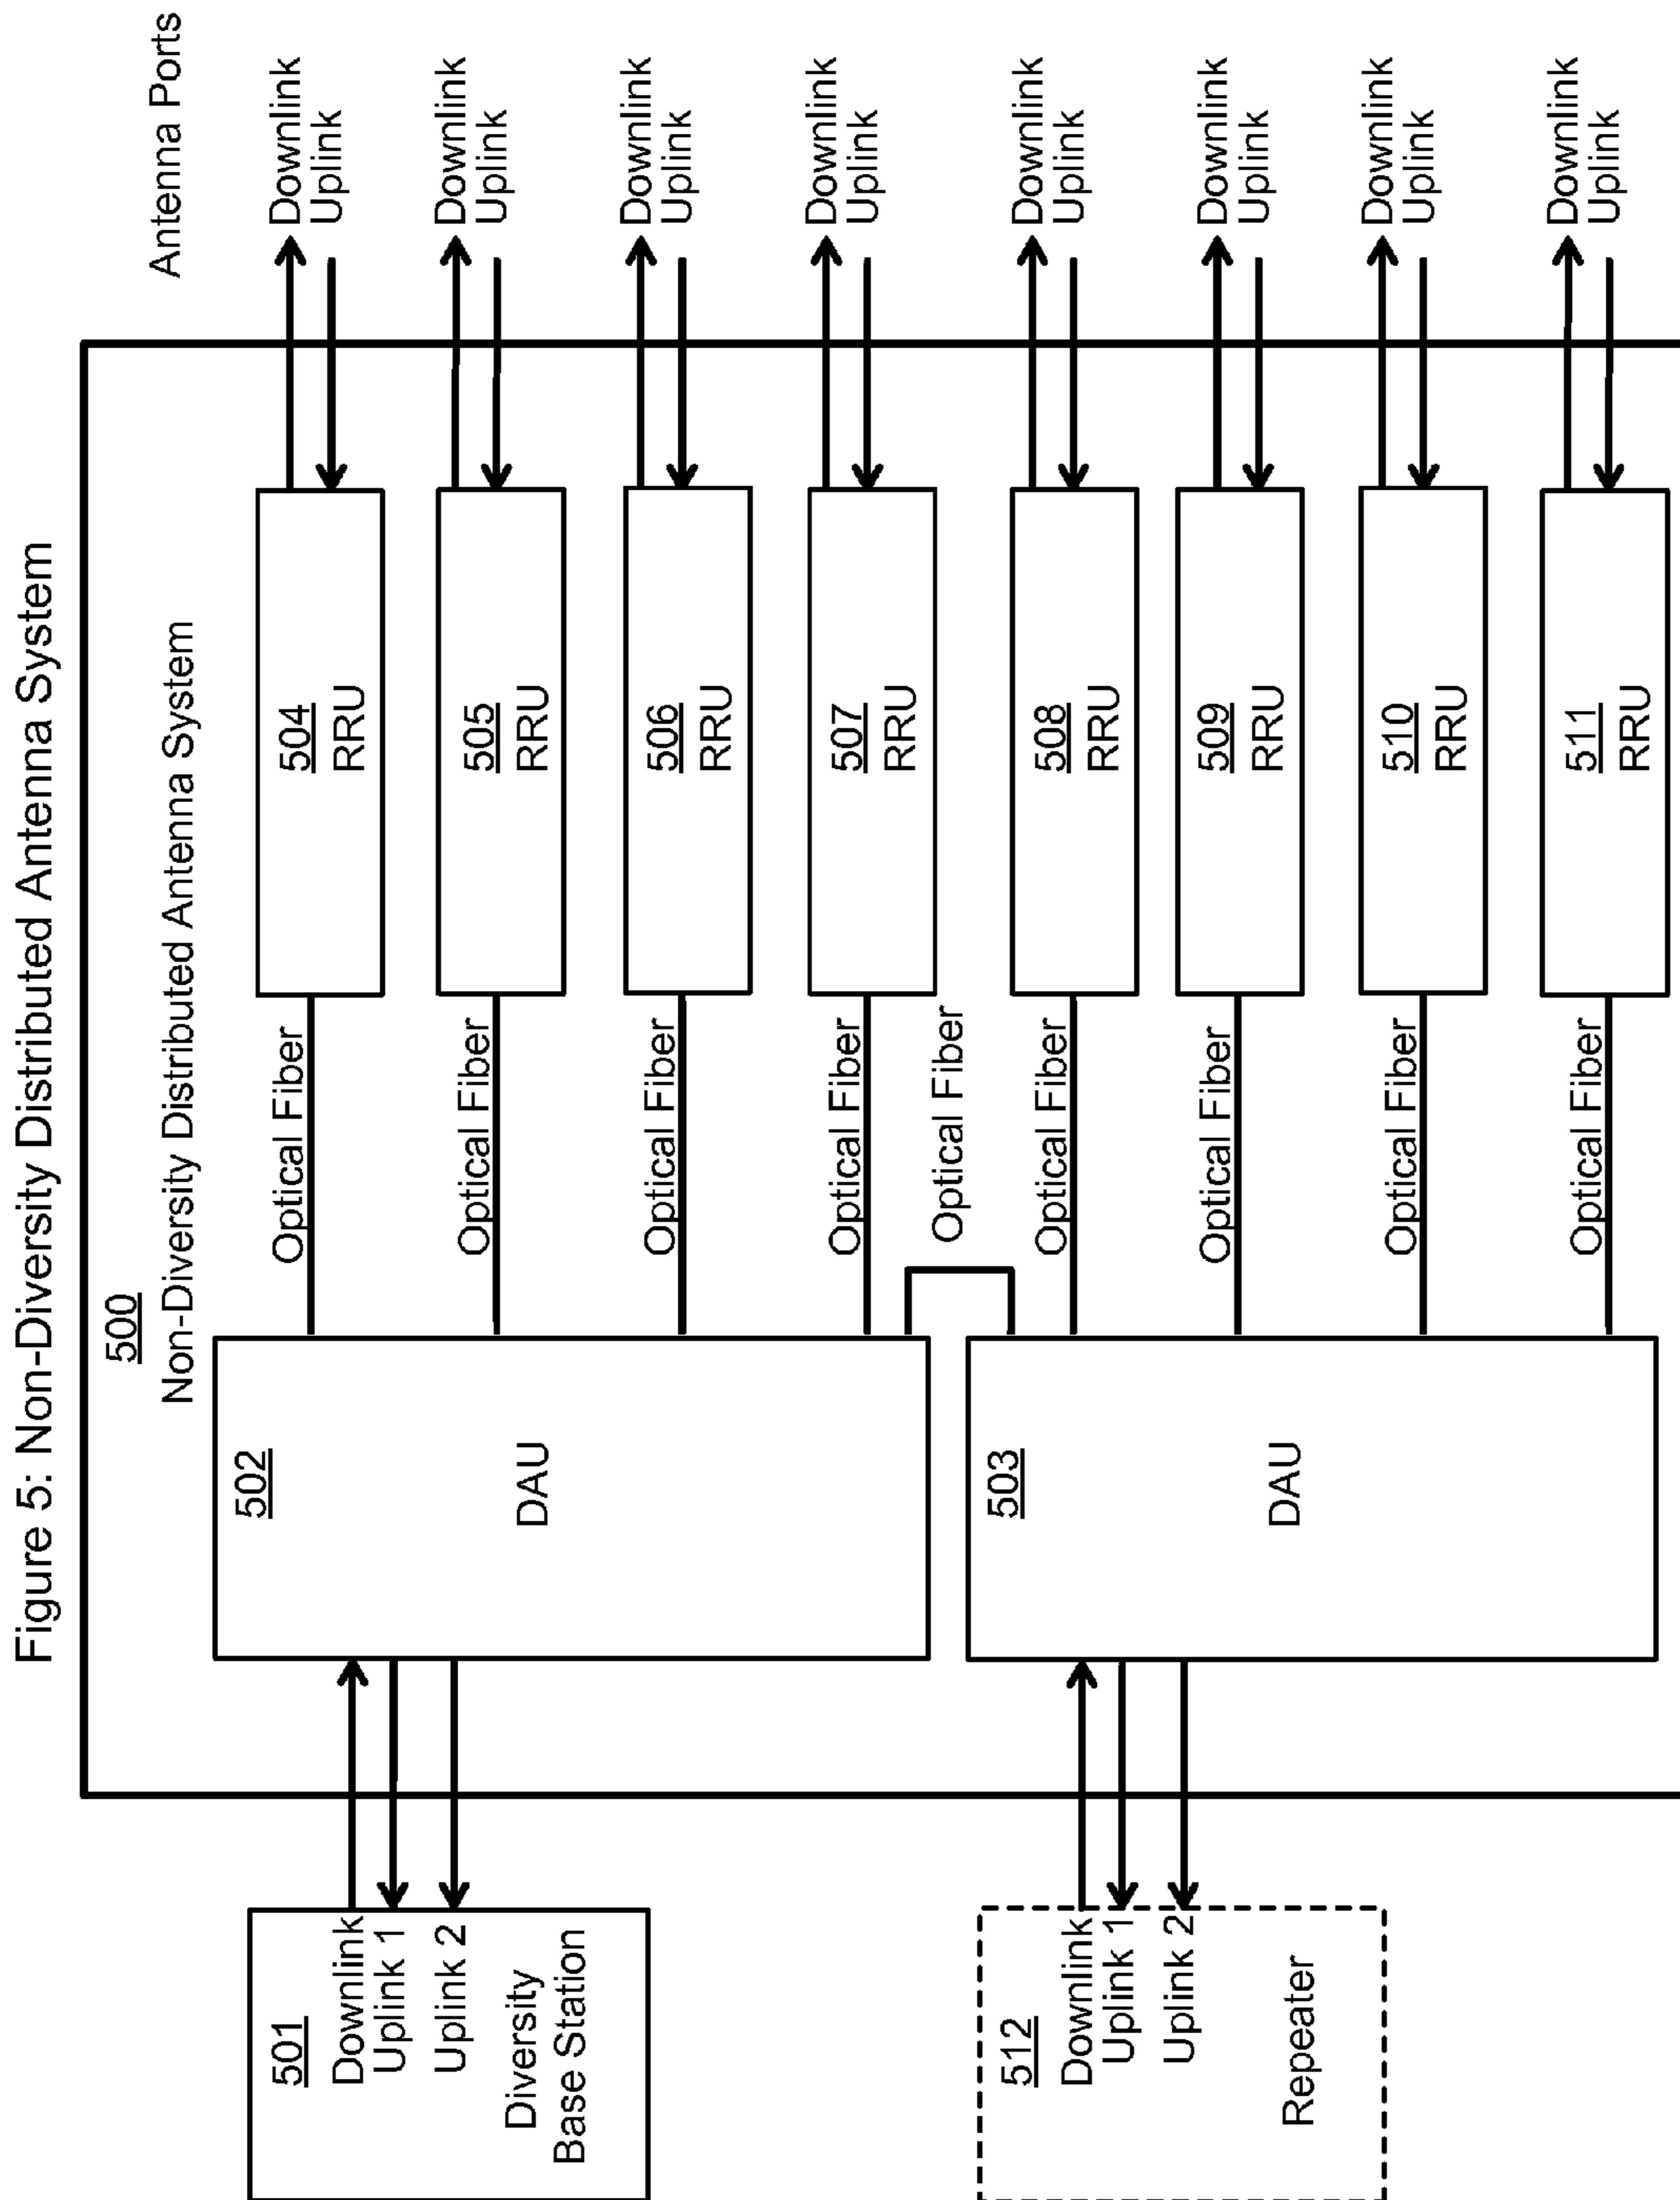 Figure 5: Non-Diversity Distributed Antenna System
500
Non-Diversity Distributed Antenna System
Antenna Ports
501
Downlink
Uplink 1
Uplink 2
Diversity
Base Station
502
DAU
Optical Fiber
504
RRU
Downlink
Uplink
Optical Fiber
505
RRU
Downlink
Uplink
Optical Fiber
506
RRU
Downlink
Uplink
Optical Fiber
507
RRU
Downlink
Uplink
Optical Fiber
512
Downlink
Uplink 1
Uplink 2
Repeater
503
DAU
Optical Fiber
508
RRU
Downlink
Uplink
Optical Fiber
509
RRU
Downlink
Uplink
Optical Fiber
510
RRU
Downlink
Uplink
Optical Fiber
511
RRU
Downlink
Uplink